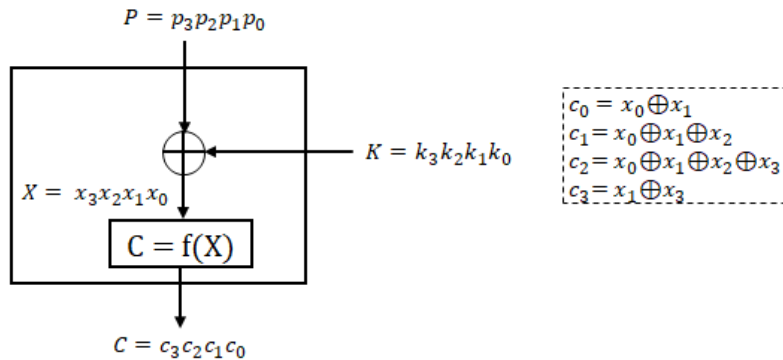 P = p₃p₂p₁p₀
K = k₃k₂k₁k₀
X = x₃x₂x₁x₀
C = f(X)
C = c₃c₂c₁c₀
c₀ = x₀⊕x₁
c₁= x₀⊕x₁⊕x₂
c₂= x₀⊕x₁⊕x₂⊕x₃
c₃= x₁⊕x₃